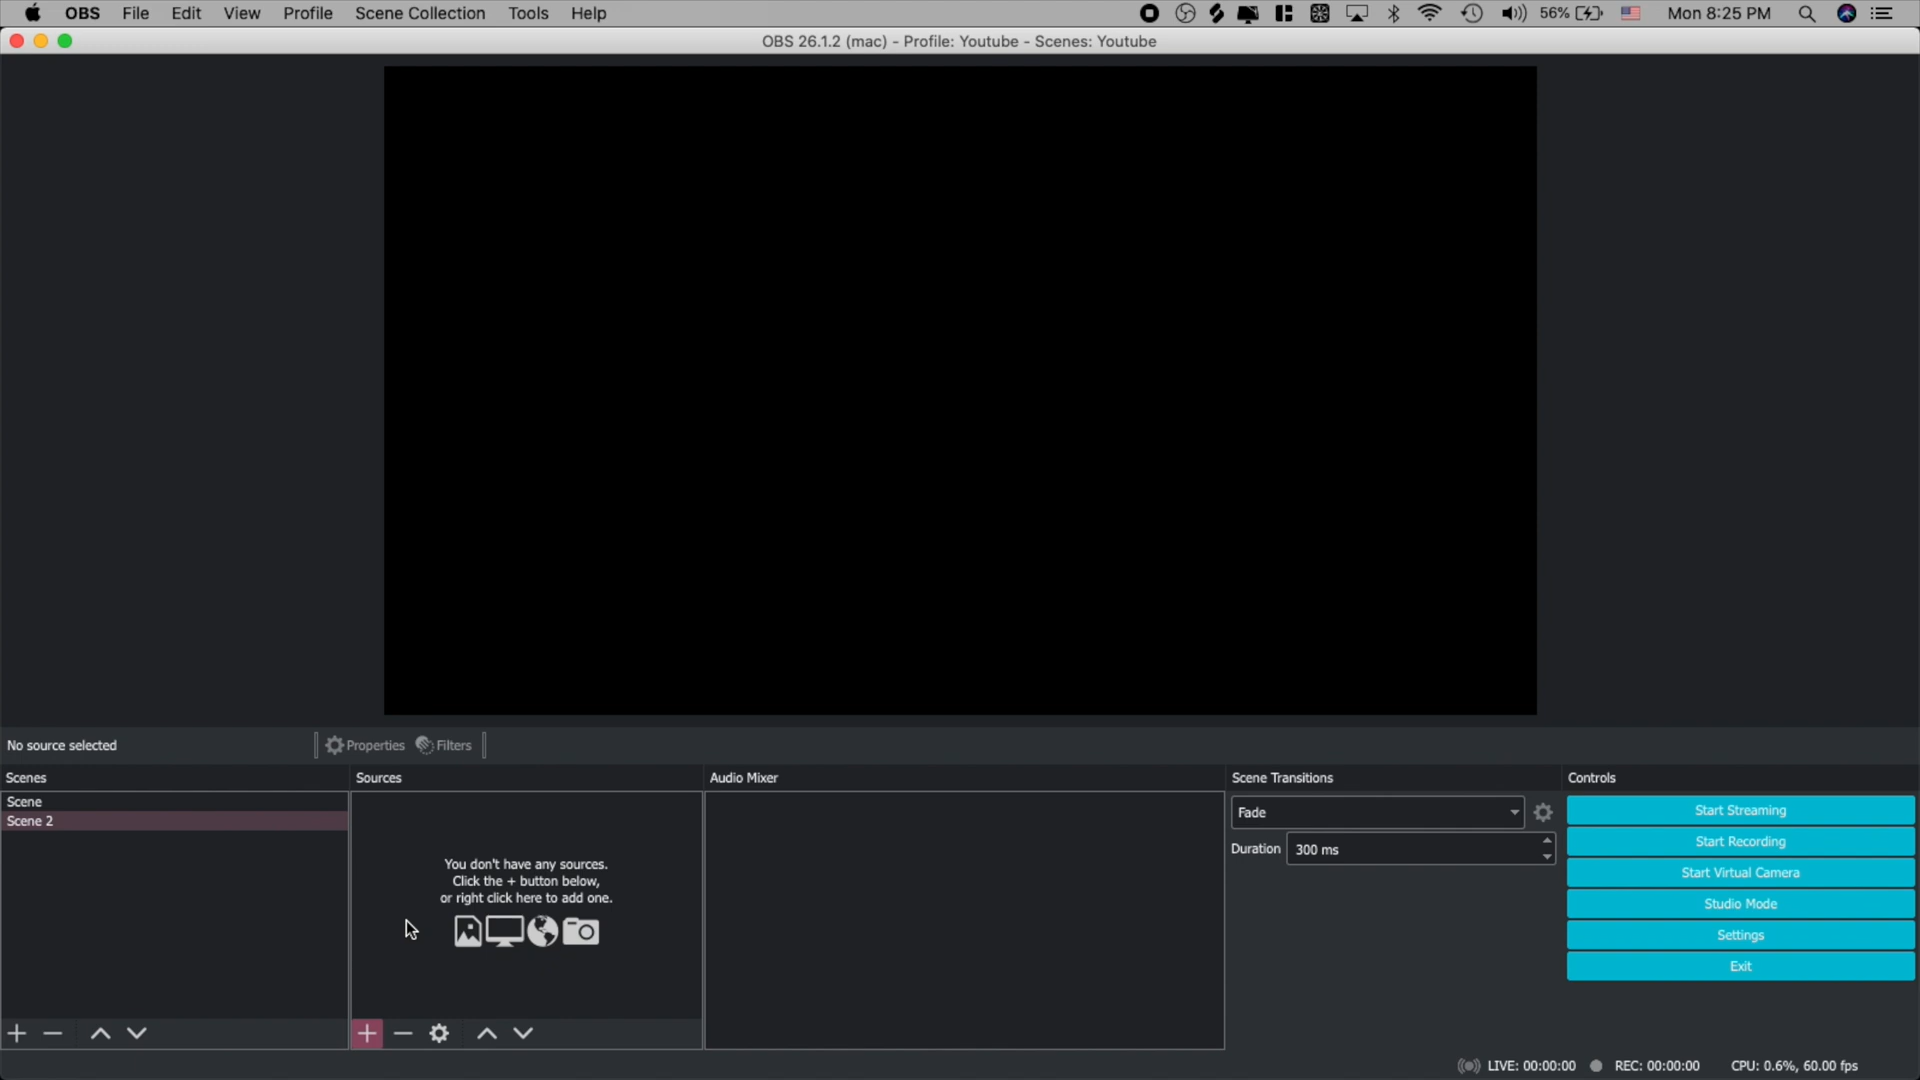 OBS File Edit View Profile Scene Collection Tools Help 56% Mon 8:25 PM
OBS 26.1.2 (mac) - Profile: Youtube - Scenes: Youtube
No source selected Properties Filters
Scenes Sources Audio Mixer Scene Transitions Controls
Scene
Scene 2
You don't have any sources.
Click the + button below,
or right click here to add one.
Fade
Duration 300 ms
Start Streaming
Start Recording
Start Virtual Camera
Studio Mode
Settings
Exit
LIVE: 00:00:00 REC: 00:00:00 CPU: 0.6%, 60.00 fps